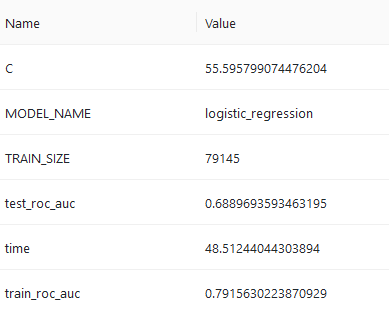 Name Value
C 55.595799074476204
MODEL_NAME logistic_regression
TRAIN_SIZE 79145
test_roc_auc 0.6889693593463195
time 48.51244044303894
train_roc_auc 0.7915630223870929